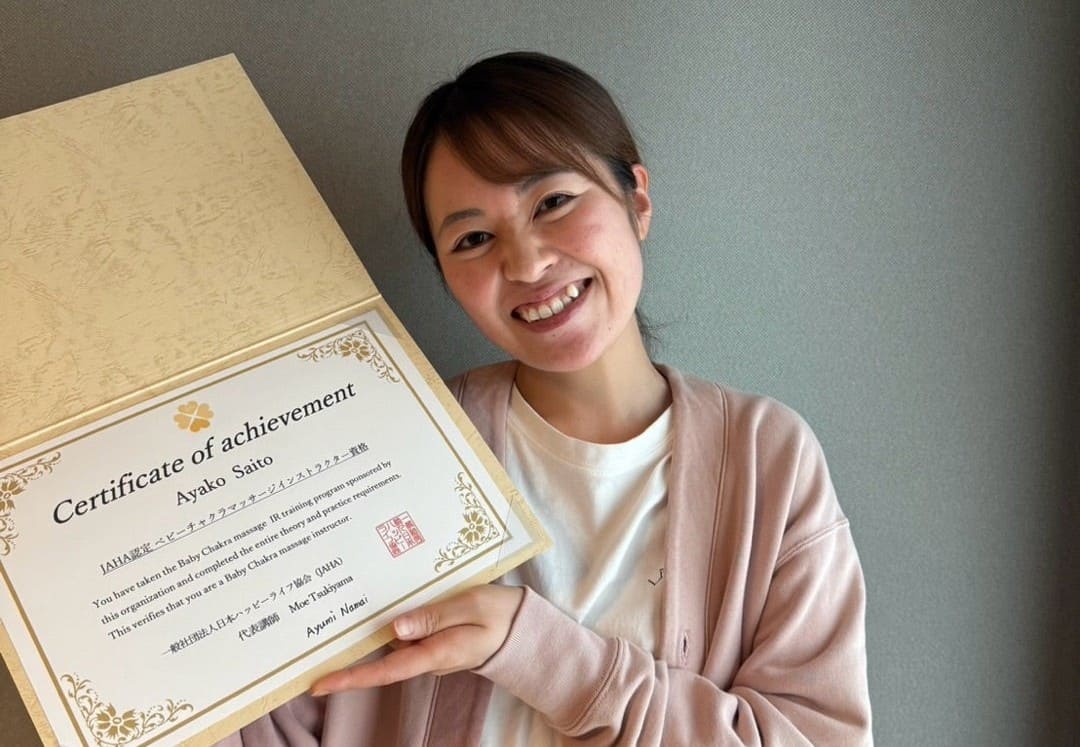 Certificate of achievement
Ayako Saito
JAHA認定 ベビーチャクラマッサージインストラクター資格
You have taken the Baby Chakra massage IR training program sponsored by
this organization and completed the entire theory and practice requirements.
This verifies that you are a Baby Chakra massage instructor.
一般社団法人日本ハッピーライフ協会（JAHA）
代表講師 Moe Tsukiyama
Ayumi Namai